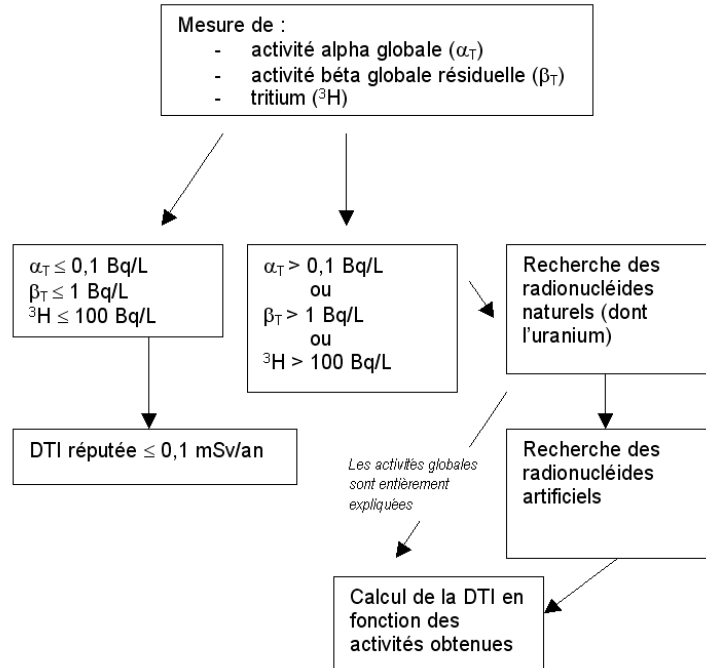 Mesure de :
- activité alpha globale (αT)
- activité béta globale résiduelle (βT)
- tritium (³H)
αT ≤ 0,1 Bq/L
βT ≤ 1 Bq/L
³H ≤ 100 Bq/L
αT > 0,1 Bq/L
ou
βT > 1 Bq/L
ou
³H > 100 Bq/L
Recherche des
radionucléides
naturels (dont
l'uranium)
DTI réputée ≤ 0,1 mSv/an
Les activités globales
sont entièrement
expliquées
Recherche des
radionucléides
artificiels
Calcul de la DTI en
fonction des
activités obtenues